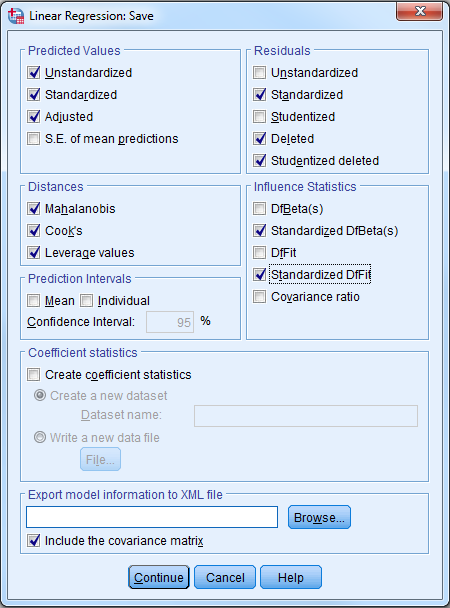 Linear Regression: Save
Predicted Values
Unstandardized
Standardized
Adjusted
S.E. of mean predictions
Residuals
Unstandardized
Standardized
Studentized
Deleted
Studentized deleted
Distances
Mahalanobis
Cook's
Leverage values
Influence Statistics
DfBeta(s)
Standardized DfBeta(s)
DfFit
Standardized DfFit
Covariance ratio
Prediction Intervals
Mean Individual
Confidence Interval: 95 %
Coefficient statistics
Create coefficient statistics
Create a new dataset
Dataset name:
Write a new data file
File...
Export model information to XML file
Browse...
Include the covariance matrix
Continue Cancel Help